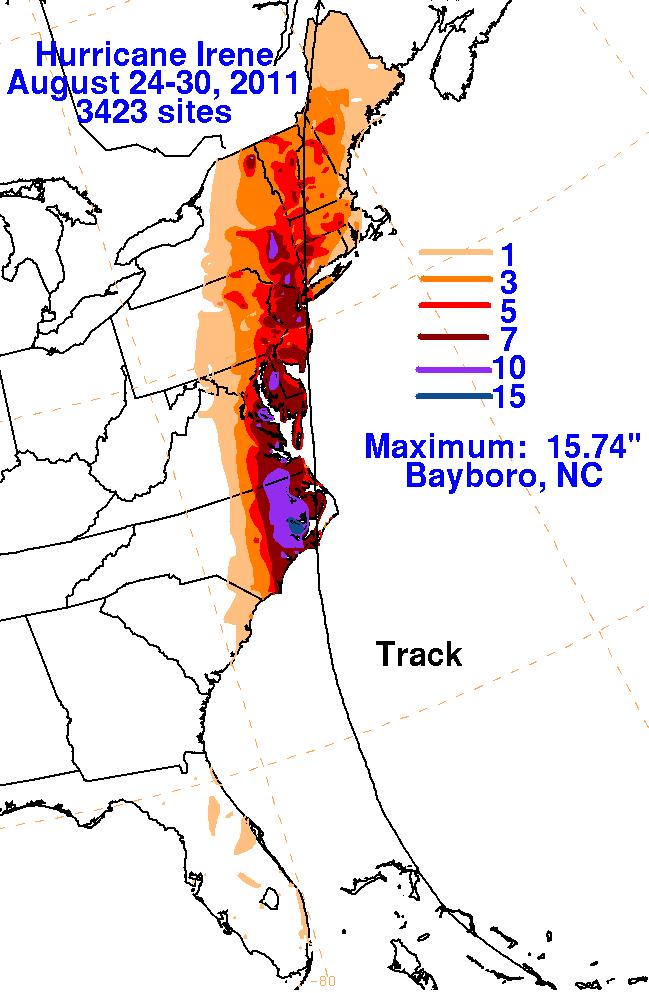 Hurricane Irene
August 24-30, 2011
3423 sites
1
3
5
7
10
15
Maximum:  15.74"
Bayboro, NC
Track
-80